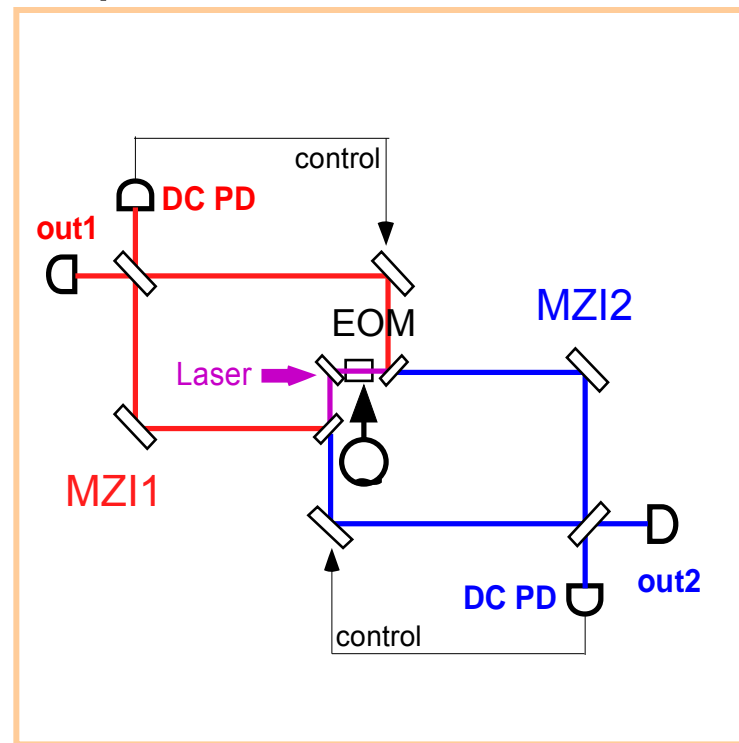 control
DC PD
out1
EOM
MZI2
Laser
MZI1
out2
DC PD
control